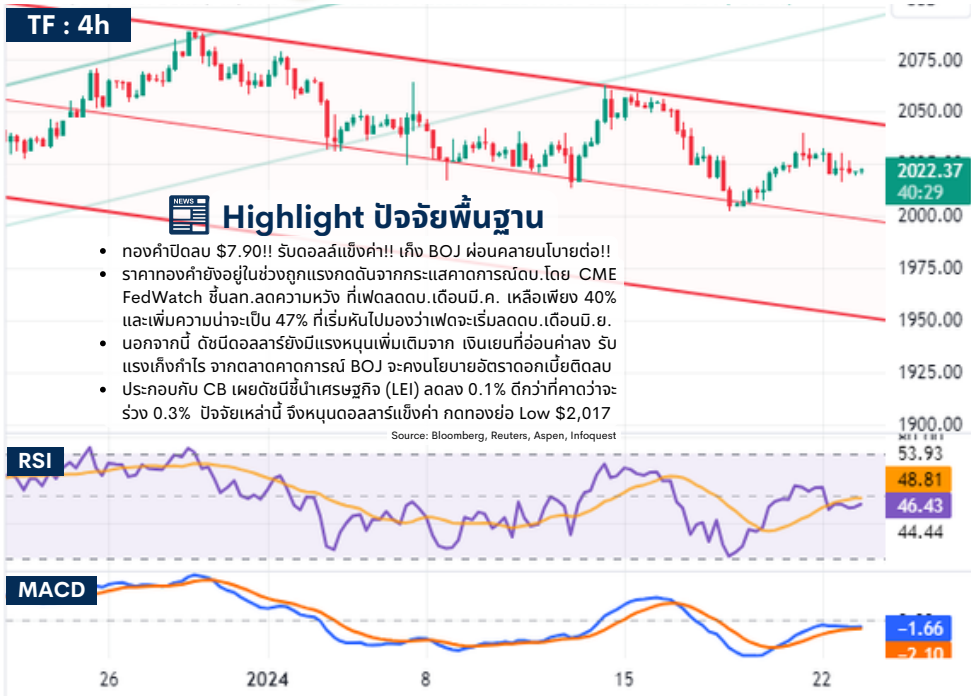 TF : 4h
2075.00
2050.00
2022.37
40:29
2000.00
1975.00
1950.00
1925.00
1900.00
NEWS
Highlight ปัจจัยพื้นฐาน
• ทองคำปิดลบ $7.90!! รับดอลล์แข็งค่า!! เก็ง BOJ ผ่อนคลายนโบายต่อ!!
• ราคาทองคำยังอยู่ในช่วงถูกแรงกดดันจากกระแสคาดการณ์ดบ.โดย CME
FedWatch ชี้นลท.ลดความหวัง ที่เฟดลดดบ.เดือนมี.ค. เหลือเพียง 40%
และเพิ่มความน่าจะเป็น 47% ที่เริ่มหันไปมองว่าเฟดจะเริ่มลดดบ.เดือนมิ.ย.
• นอกจากนี้ ดัชนีดอลลาร์ยังมีแรงหนุนเพิ่มเติมจาก เงินเยนที่อ่อนค่าลง รับ
แรงเก็งกำไร จากตลาดคาดการณ์ BOJ จะคงนโยบายอัตราดอกเบี้ยติดลบ
• ประกอบกับ CB เผยดัชนีชี้นำเศรษฐกิจ (LEI) ลดลง 0.1% ดีกว่าที่คาดว่าจะ
ร่วง 0.3% ปัจจัยเหล่านี้ จึงหนุนดอลลาร์แข็งค่า กดทองย่อ Low $2,017
Source: Bloomberg, Reuters, Aspen, Infoquest
RSI
53.93
48.81
46.43
44.44
MACD
−1.66
−2.10
26
2024
8
15
22